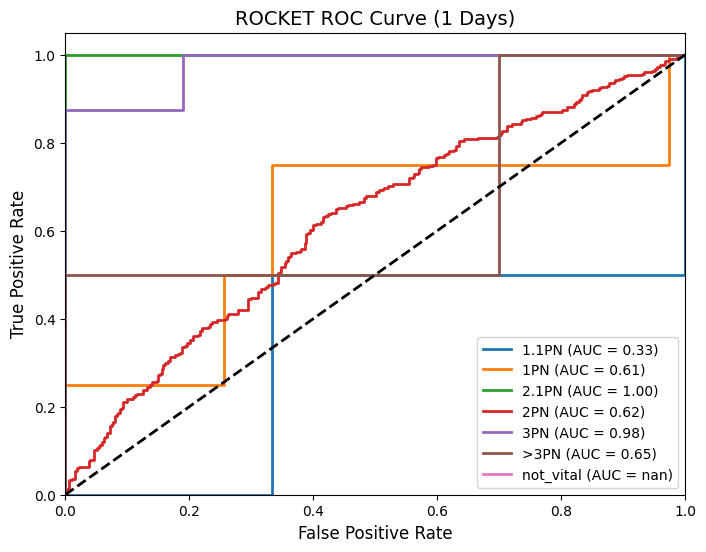 ROCKET ROC Curve (1 Days)
True Positive Rate
1.0
0.8
0.6
0.4
0.2
0.0
0.0 0.2 0.4 0.6 0.8 1.0
False Positive Rate
1.1PN (AUC = 0.33)
1PN (AUC = 0.61)
2.1PN (AUC = 1.00)
2PN (AUC = 0.62)
3PN (AUC = 0.98)
>3PN (AUC = 0.65)
not_vital (AUC = nan)